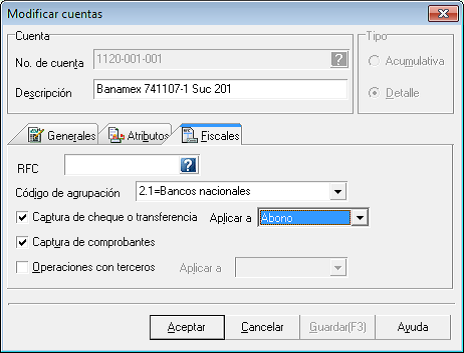 Modificar cuentas
Cuenta
No. de cuenta 1120-001-001 ?
Descripción Banamex 741107-1 Suc 201
Tipo
Acumulativa
Detalle
Generales Atributos Fiscales
RFC ?
Código de agrupación 2.1=Bancos nacionales
Captura de cheque o transferencia Aplicar a Abono
Captura de comprobantes
Operaciones con terceros Aplicar a
Aceptar Cancelar Guardar(F3) Ayuda